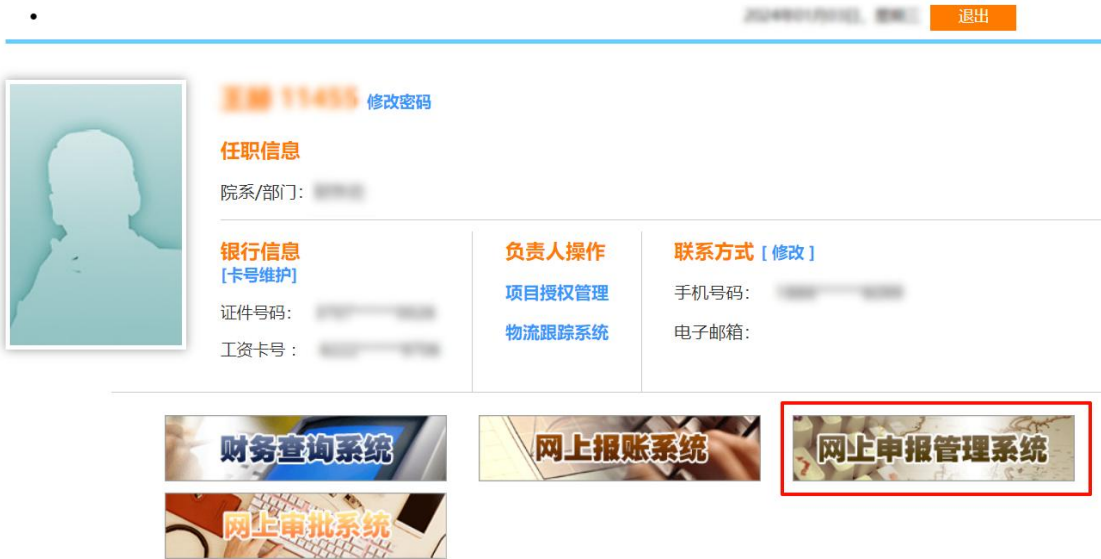 退出
修改密码
任职信息
院系/部门：
银行信息
[卡号维护]
证件号码：
工资卡号：
负责人操作
项目授权管理
物流跟踪系统
联系方式 [ 修改 ]
手机号码：
电子邮箱：
财务查询系统
网上报账系统
网上申报管理系统
网上审批系统